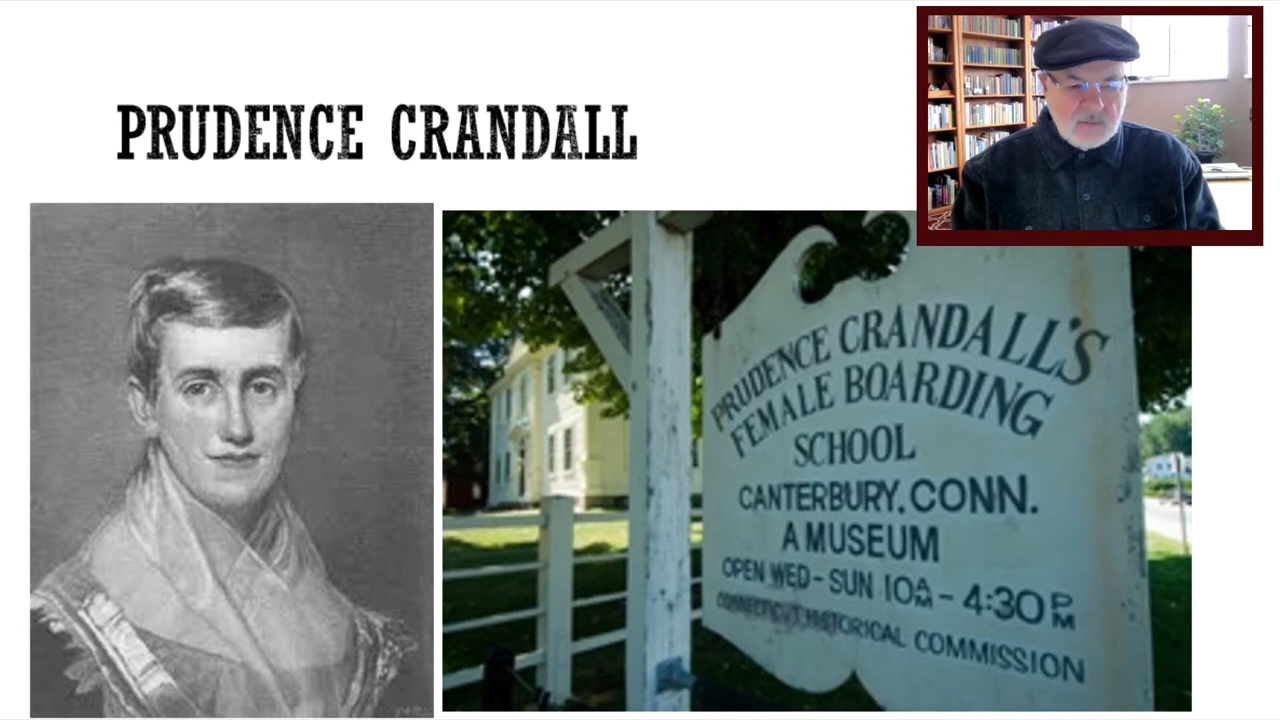 PRUDENCE CRANDALL
PRUDENCE CRANDALL'S
FEMALE BOARDING
SCHOOL
CANTERBURY, CONN.
A MUSEUM
OPEN WED - SUN 10AM - 4:30PM
CONNECTICUT HISTORICAL COMMISSION